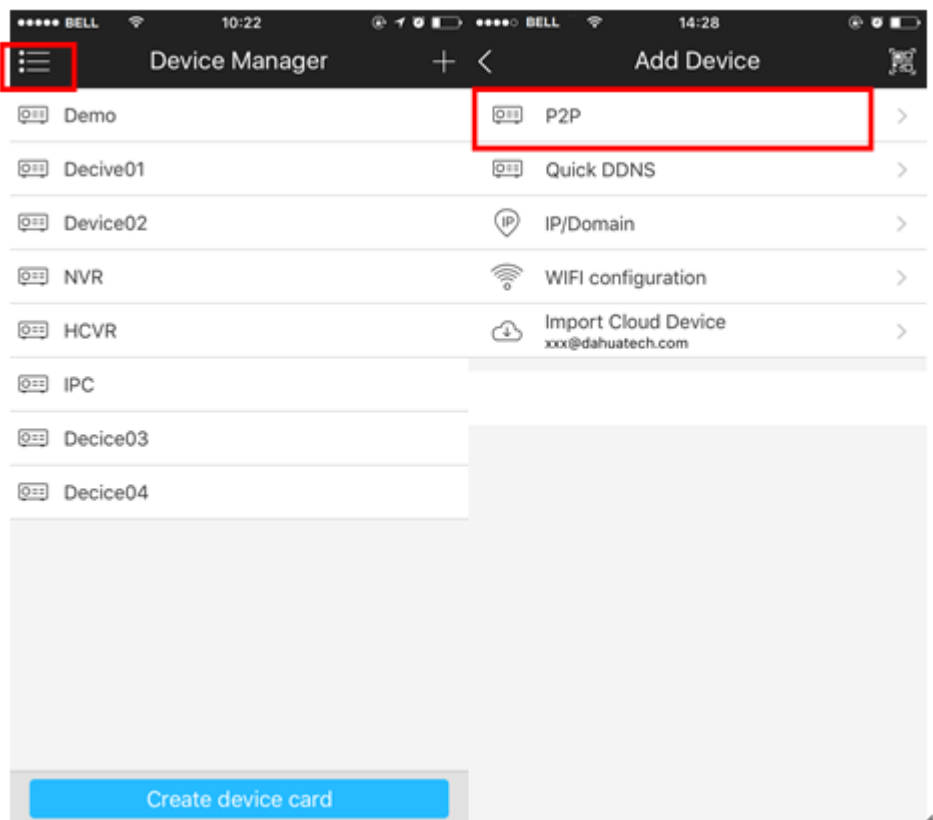 BELL 10:22
Device Manager
Demo
Decive01
Device02
NVR
HCVR
IPC
Decice03
Decice04
Create device card
BELL 14:28
Add Device
P2P
Quick DDNS
IP IP/Domain
WIFI configuration
Import Cloud Device
xxx@dahuatech.com